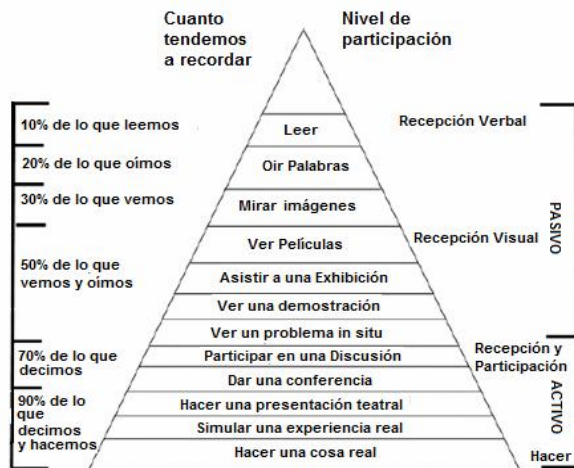 Cuanto
tendemos
a recordar
Nivel de
participación
10% de lo que leemos
20% de lo que oímos
30% de lo que vemos
50% de lo que
vemos y oímos
70% de lo que
decimos
90% de lo
que
decimos
y hacemos
Leer
Oir Palabras
Mirar imágenes
Ver Películas
Asistir a una Exhibición
Ver una demostración
Ver un problema in situ
Participar en una Discusión
Dar una conferencia
Hacer una presentación teatral
Simular una experiencia real
Hacer una cosa real
Recepción Verbal
Recepción Visual
Recepción y
Participación
Hacer
PASIVO
ACTIVO